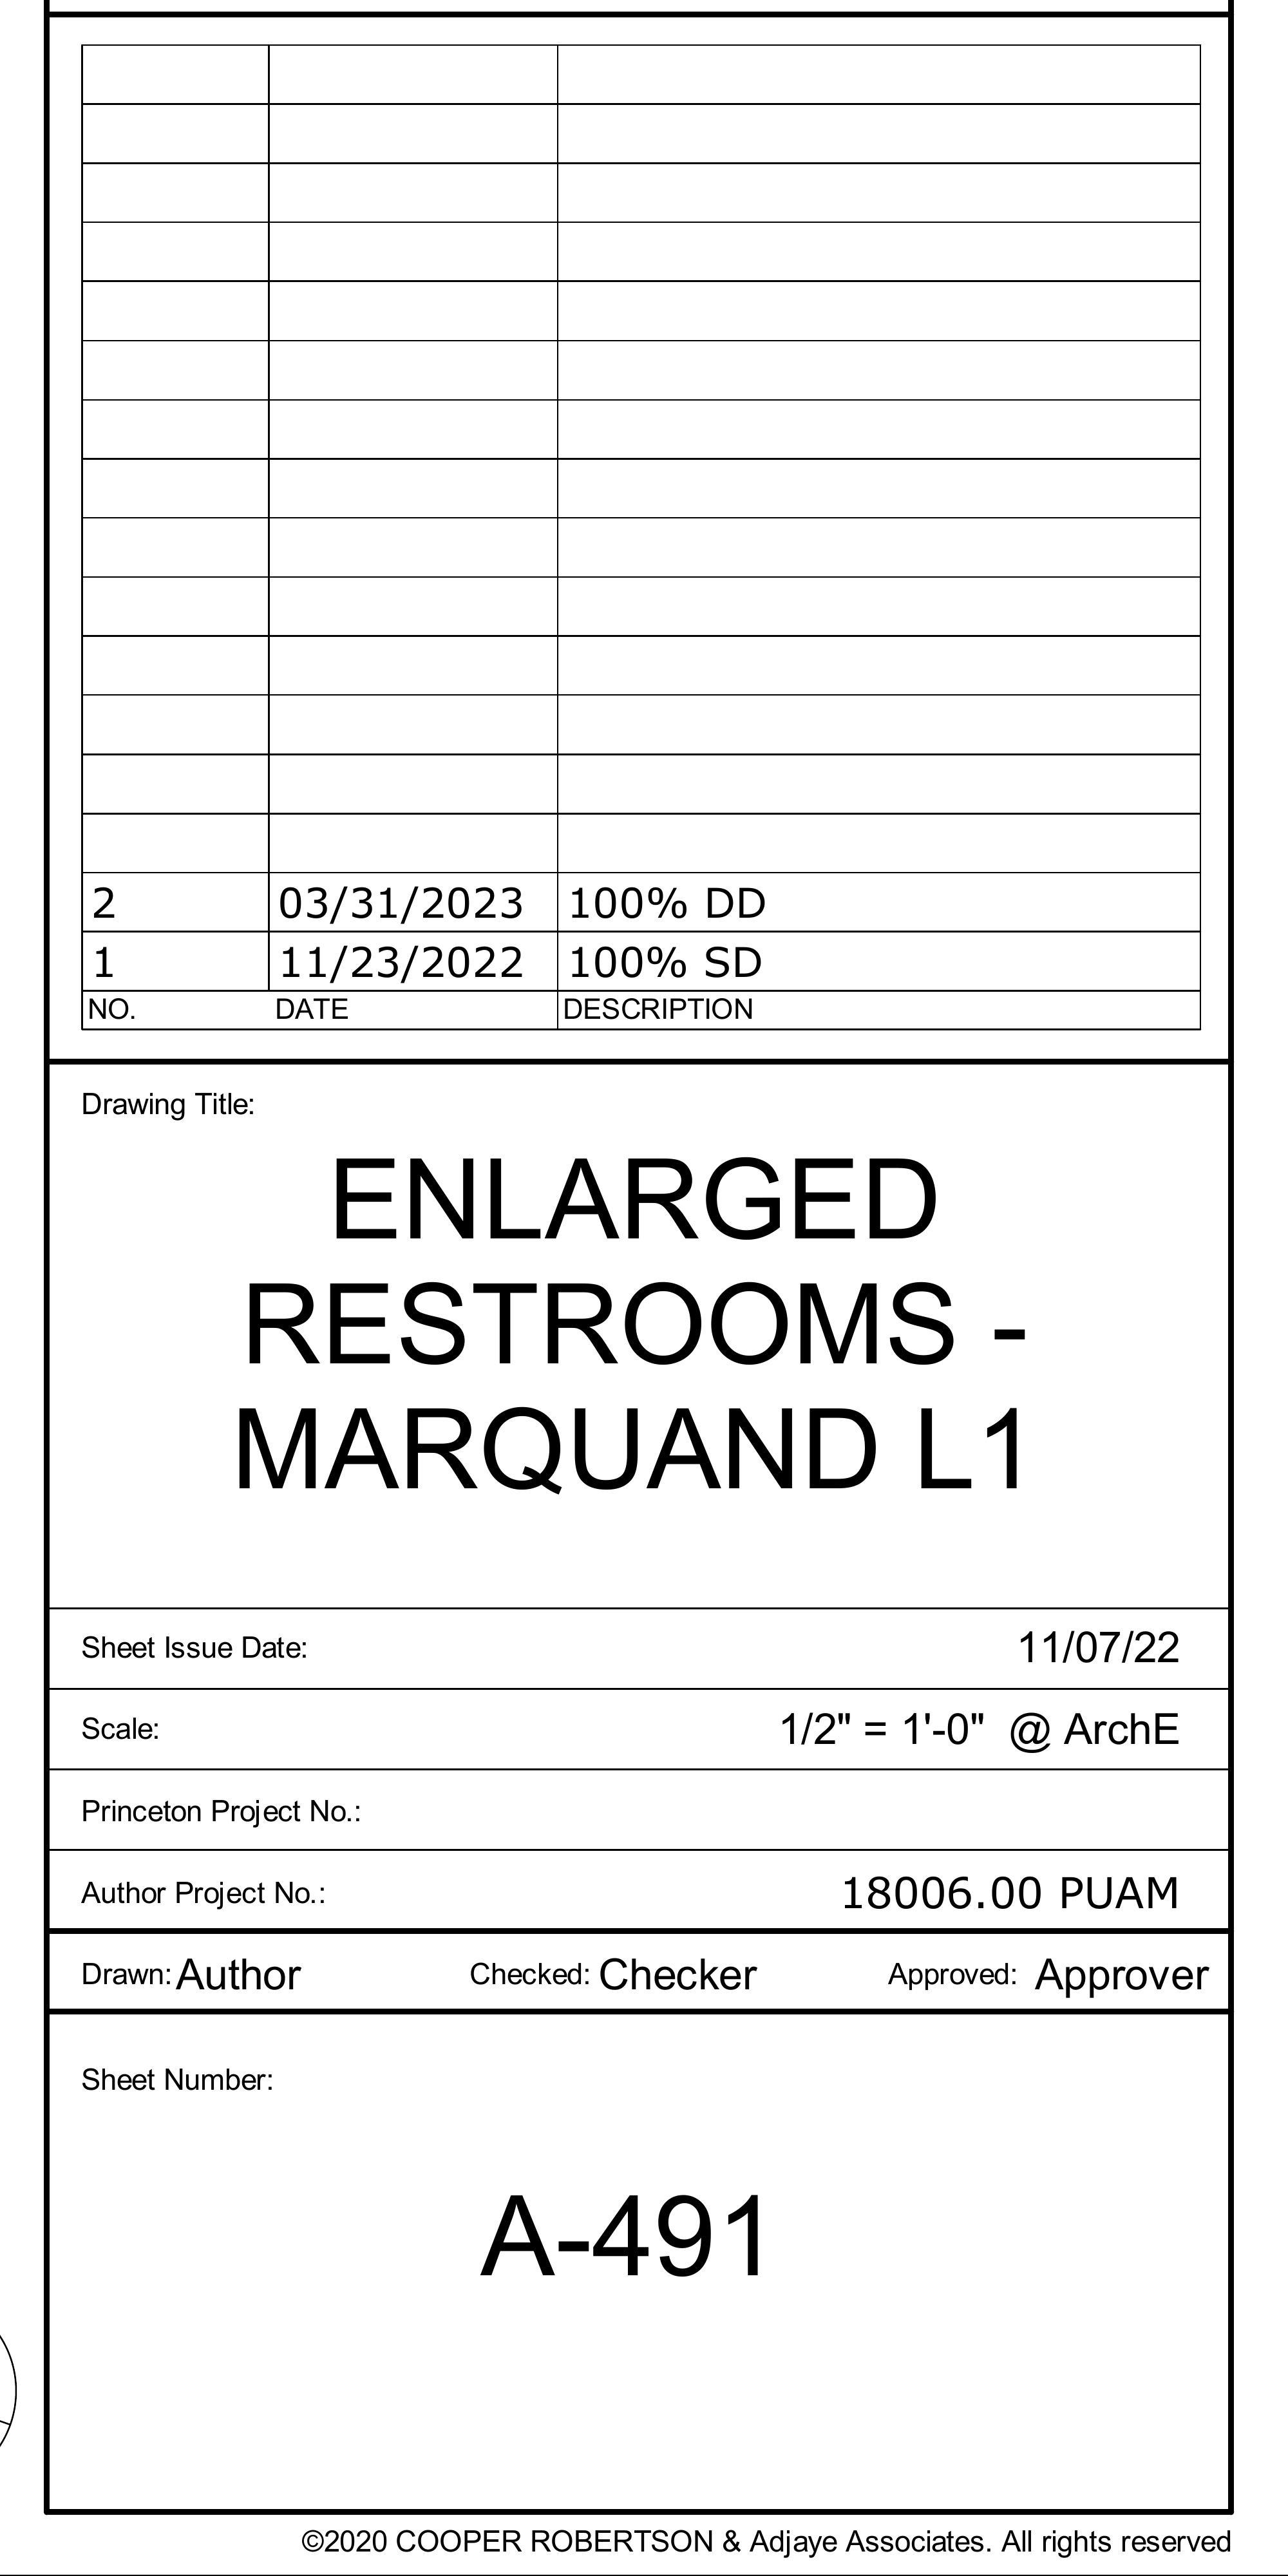 2 03/31/2023 100% DD
1 11/23/2022 100% SD
NO. DATE DESCRIPTION
Drawing Title:
ENLARGED
RESTROOMS -
MARQUAND L1
Sheet Issue Date: 11/07/22
Scale: 1/2" = 1'-0" @ ArchE
Princeton Project No.:
Author Project No.: 18006.00 PUAM
Drawn: Author Checked: Checker Approved: Approver
Sheet Number:
A-491
©2020 COOPER ROBERTSON & Adjaye Associates. All rights reserved